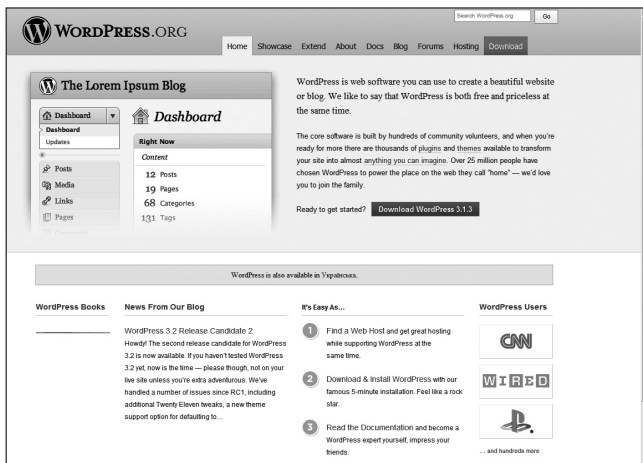 WORDPRESS.ORG
Search WordPress.org
Go
Home Showcase Extend About Docs Blog Forums Hosting Download
The Lorem Ipsum Blog
Dashboard
Dashboard
Updates
Posts
Media
Links
Pages
Dashboard
Right Now
Content
12 Posts
19 Pages
68 Categories
131 Tags
WordPress is web software you can use to create a beautiful website
or blog. We like to say that WordPress is both free and priceless at
the same time.
The core software is built by hundreds of community volunteers, and when you're
ready for more there are thousands of plugins and themes available to transform
your site into almost anything you can imagine. Over 25 million people have
chosen WordPress to power the place on the web they call "home" — we'd love
you to join the family.
Ready to get started? Download WordPress 3.1.3
WordPress is also available in Українська.
WordPress Books
News From Our Blog
WordPress 3.2 Release Candidate 2
Howdy! The second release candidate for WordPress
3.2 is now available. If you haven't tested WordPress
3.2 yet, now is the time — please though, not on your
live site unless you're extra adventurous. We've
handled a number of issues since RC1, including
additional Twenty Eleven tweaks, a new theme
support option for defaulting to…
It's Easy As…
1 Find a Web Host and get great hosting
while supporting WordPress at the
same time.
2 Download & Install WordPress with our
famous 5-minute installation. Feel like a rock
star.
3 Read the Documentation and become a
WordPress expert yourself, impress your
friends.
WordPress Users
CNN
WIRED
… and hundreds more